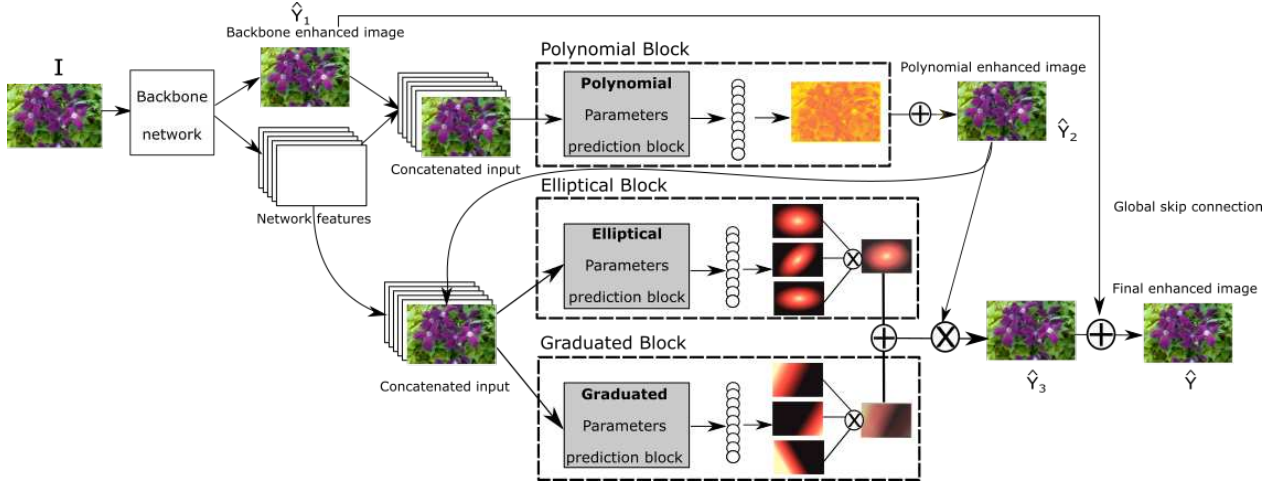 Ŷ1
Backbone enhanced image
I
Backbone
network
Network features
Concatenated input
Polynomial Block
Polynomial
Parameters
prediction block
+
Polynomial enhanced image
Ŷ2
Elliptical Block
Elliptical
Parameters
prediction block
X
Global skip connection
Concatenated input
Graduated Block
Graduated
Parameters
prediction block
X
+
X
Ŷ3
+
Final enhanced image
Ŷ